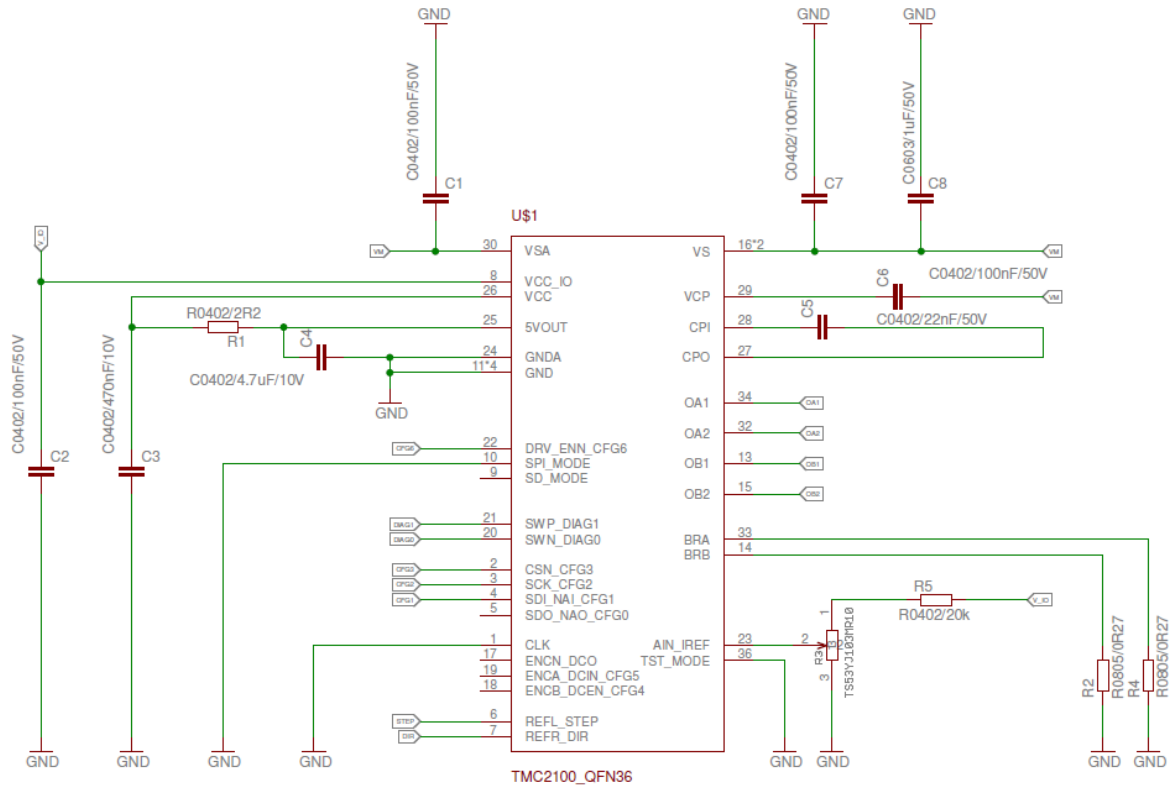 GND
GND
GND
C0402/100nF/50V
C0402/100nF/50V
C0603/1uF/50V
C1
C7
C8
U$1
V_IO
VM
30
VSA
VS
16*2
VM
8
VCC_IO
26
VCC
VCP
29
C6
C0402/100nF/50V
VM
R0402/2R2
R1
25
5VOUT
CPI
28
C5
C0402/22nF/50V
C4
C0402/4.7uF/10V
24
GNDA
CPO
27
11*4
GND
GND
OA1
34
OA1
OA2
32
OA2
C0402/100nF/50V
C2
C0402/470nF/10V
C3
CFG6
22
DRV_ENN_CFG6
10
SPI_MODE
OB1
13
OB1
9
SD_MODE
OB2
15
OB2
DIAG1
21
SWP_DIAG1
DIAG0
20
SWN_DIAG0
BRA
33
BRB
14
CFG3
2
CSN_CFG3
CFG2
3
SCK_CFG2
CFG1
4
SDI_NAI_CFG1
5
SDO_NAO_CFG0
R5
R0402/20k
V_IO
1
CLK
AIN_IREF
23
1
2
3
R3
TS53YJ103MR10
17
ENCN_DCO
TST_MODE
36
19
ENCA_DCIN_CFG5
18
ENCB_DCEN_CFG4
R2
R0805/0R27
R4
R0805/0R27
STEP
6
REFL_STEP
DIR
7
REFR_DIR
GND
GND
GND
GND
GND
GND
GND
GND
TMC2100_QFN36